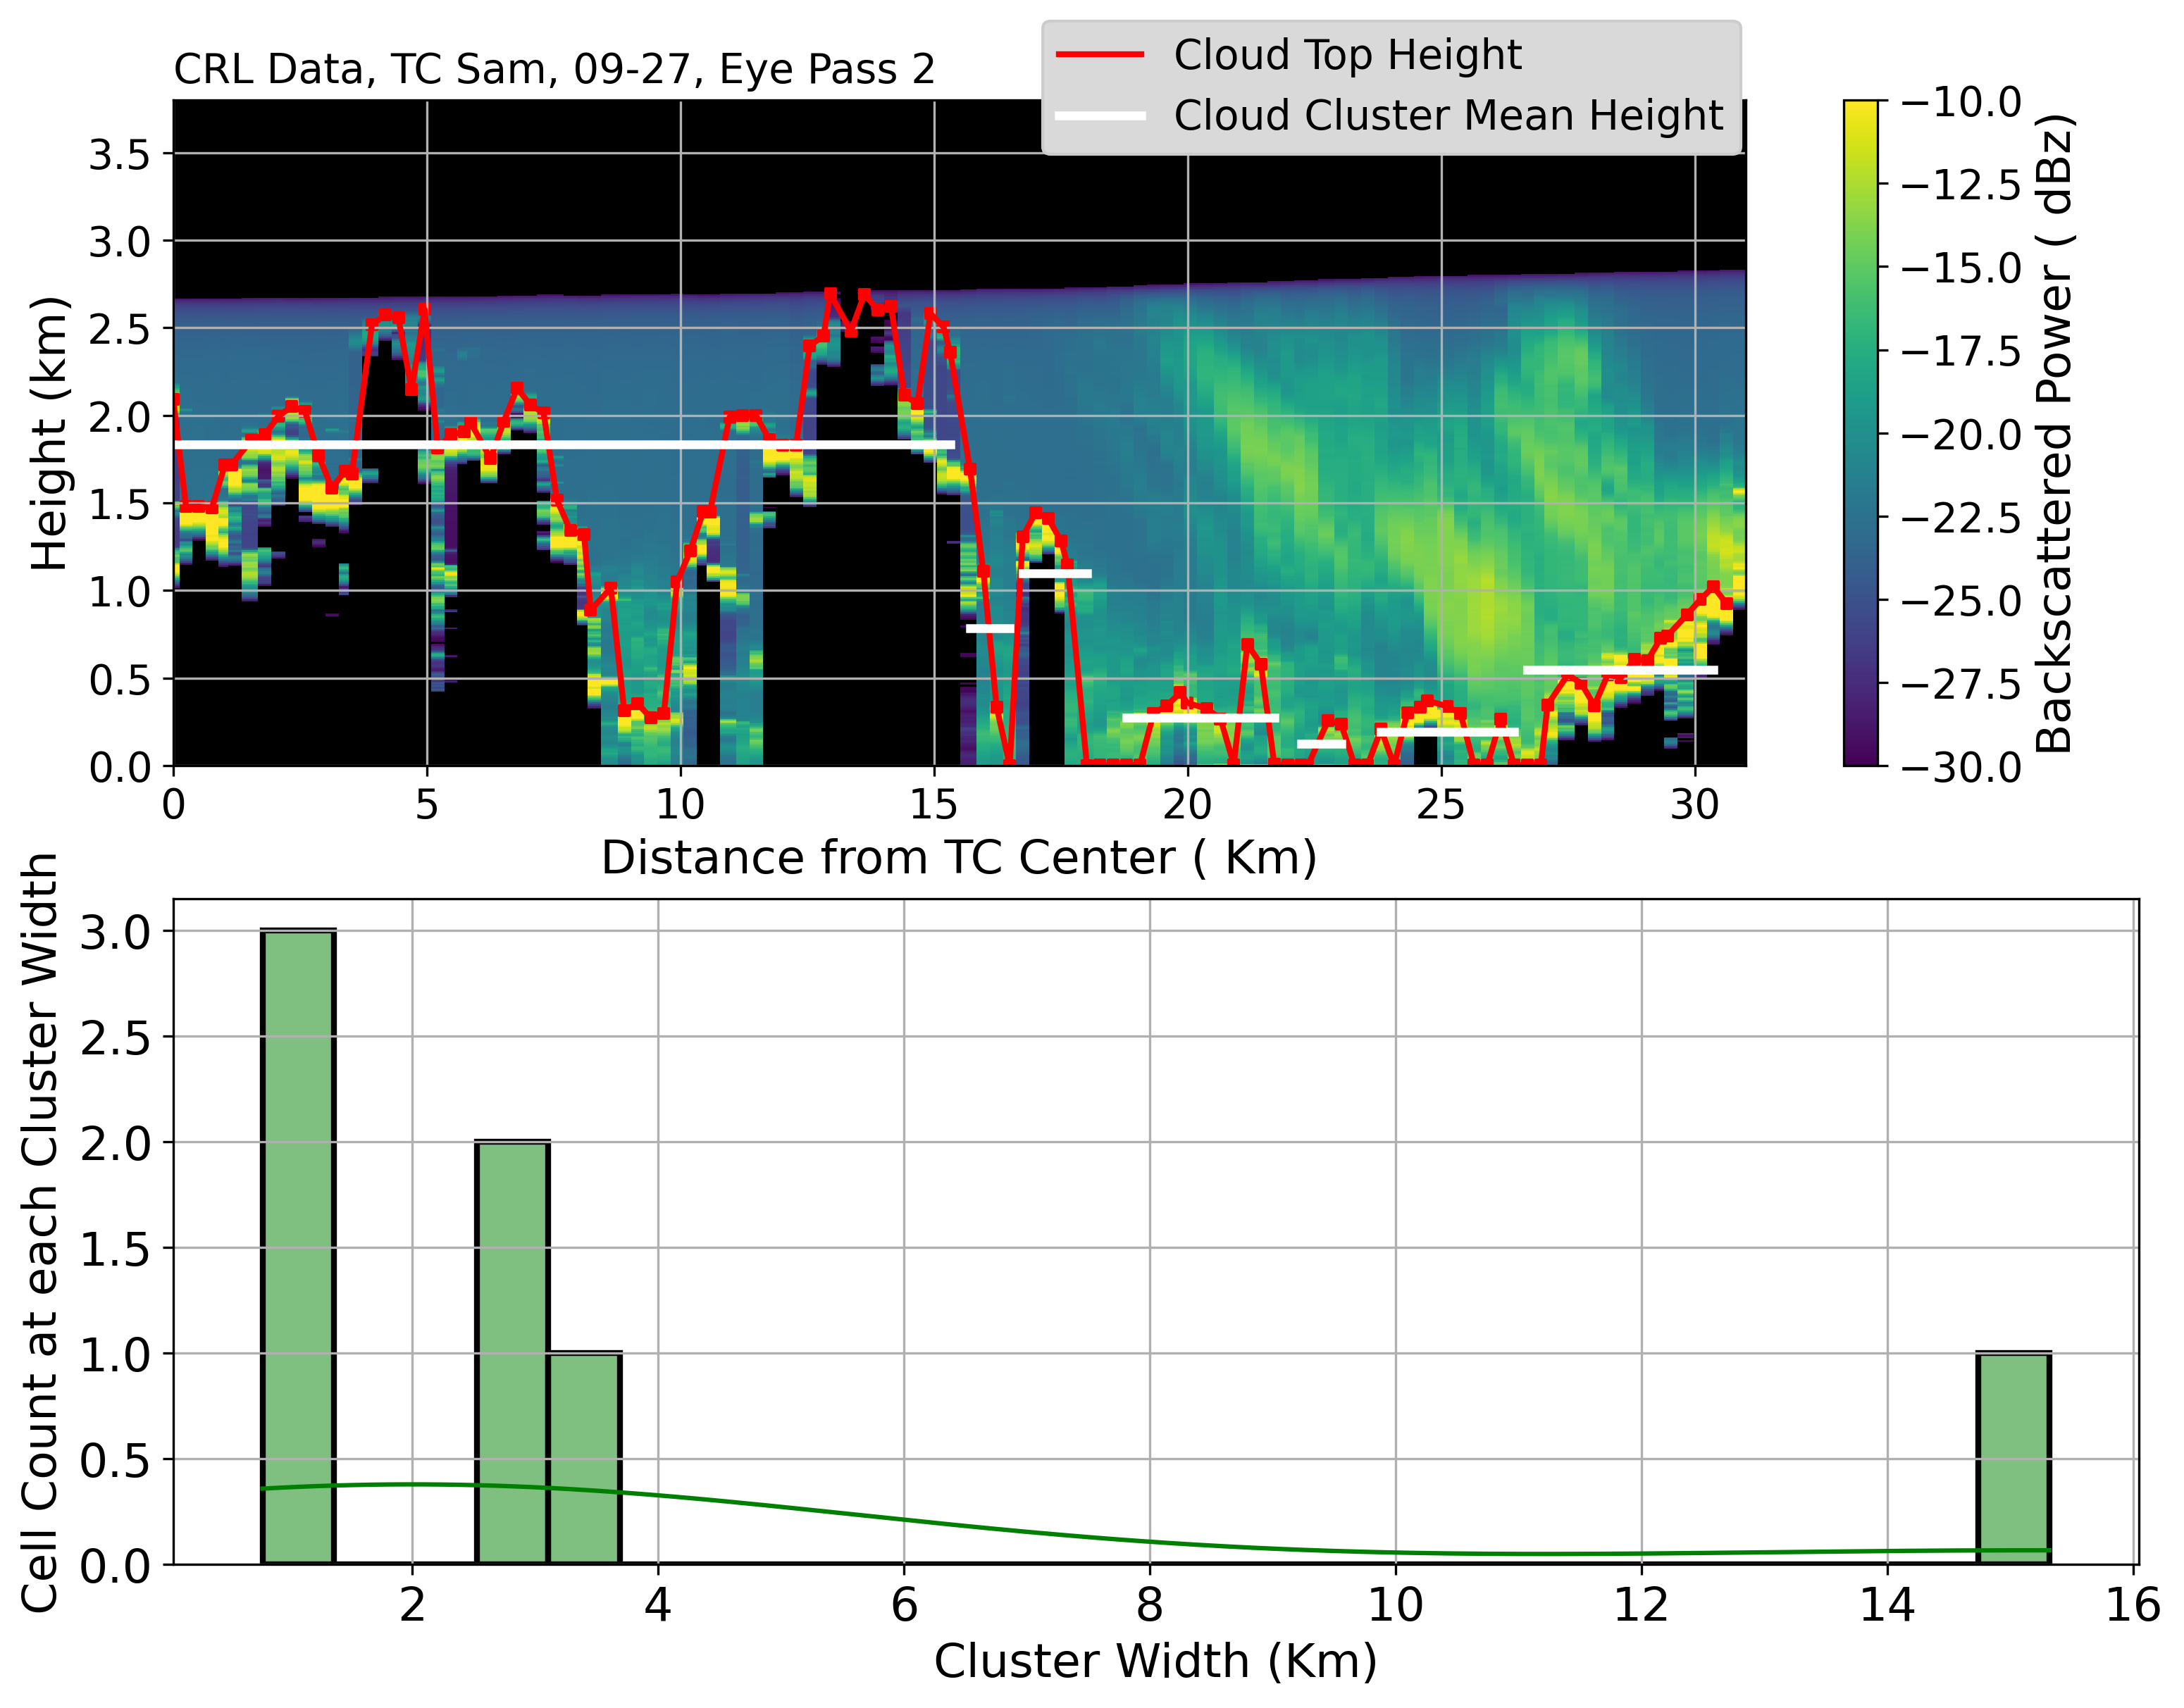 CRL Data, TC Sam, 09-27, Eye Pass 2
Cloud Top Height
Cloud Cluster Mean Height
Height (km)
3.5
3.0
2.5
2.0
1.5
1.0
0.5
0.0
0 5 10 15 20 25 30
Distance from TC Center ( Km)
−10.0
−12.5
−15.0
−17.5
−20.0
−22.5
−25.0
−27.5
−30.0
Backscattered Power ( dBz)
Cell Count at each Cluster Width
3.0
2.5
2.0
1.5
1.0
0.5
0.0
2 4 6 8 10 12 14 16
Cluster Width (Km)